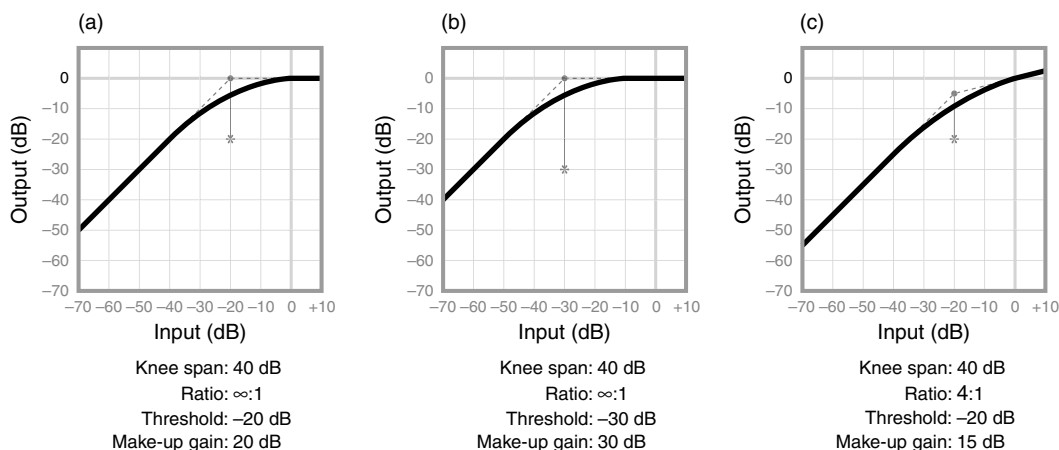 (a)
0
–10
–20
–30
–40
–50
–60
–70
Output (dB)
–70 –60 –50 –40 –30 –20 –10 0 +10
Input (dB)
Knee span: 40 dB
Ratio: ∞:1
Threshold: –20 dB
Make-up gain: 20 dB
(b)
0
–10
–20
–30
–40
–50
–60
–70
Output (dB)
–70 –60 –50 –40 –30 –20 –10 0 +10
Input (dB)
Knee span: 40 dB
Ratio: ∞:1
Threshold: –30 dB
Make-up gain: 30 dB
(c)
0
–10
–20
–30
–40
–50
–60
–70
Output (dB)
–70 –60 –50 –40 –30 –20 –10 0 +10
Input (dB)
Knee span: 40 dB
Ratio: 4:1
Threshold: –20 dB
Make-up gain: 15 dB